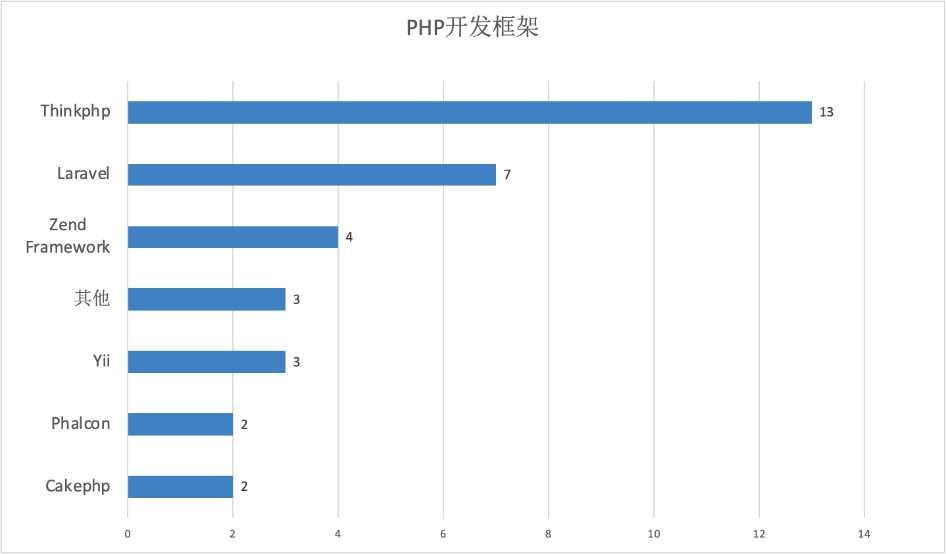 PHP开发框架
Thinkphp
13
Laravel
7
Zend
Framework
4
其他
3
Yii
3
Phalcon
2
Cakephp
2
0 2 4 6 8 10 12 14